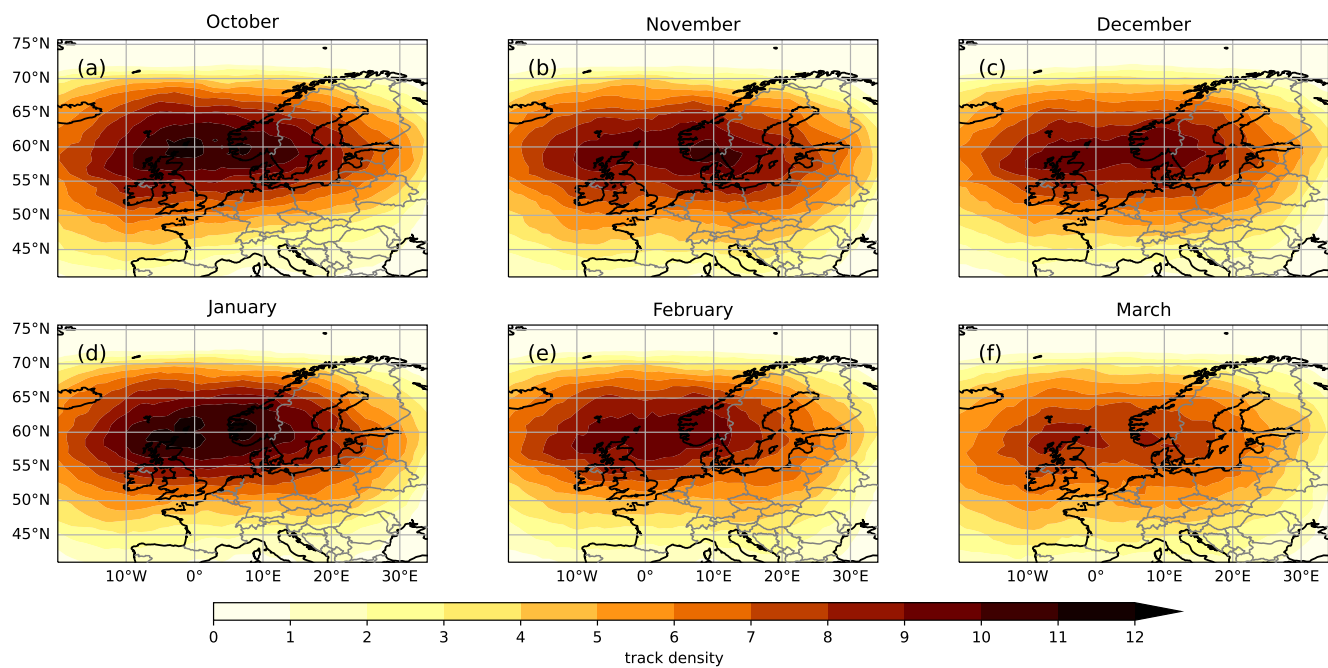 October
November
December
75°N
70°N
65°N
60°N
55°N
50°N
45°N
(a)
(b)
(c)
January
February
March
75°N
70°N
65°N
60°N
55°N
50°N
45°N
(d)
(e)
(f)
10°W 0° 10°E 20°E 30°E
10°W 0° 10°E 20°E 30°E
10°W 0° 10°E 20°E 30°E
0 1 2 3 4 5 6 7 8 9 10 11 12
track density